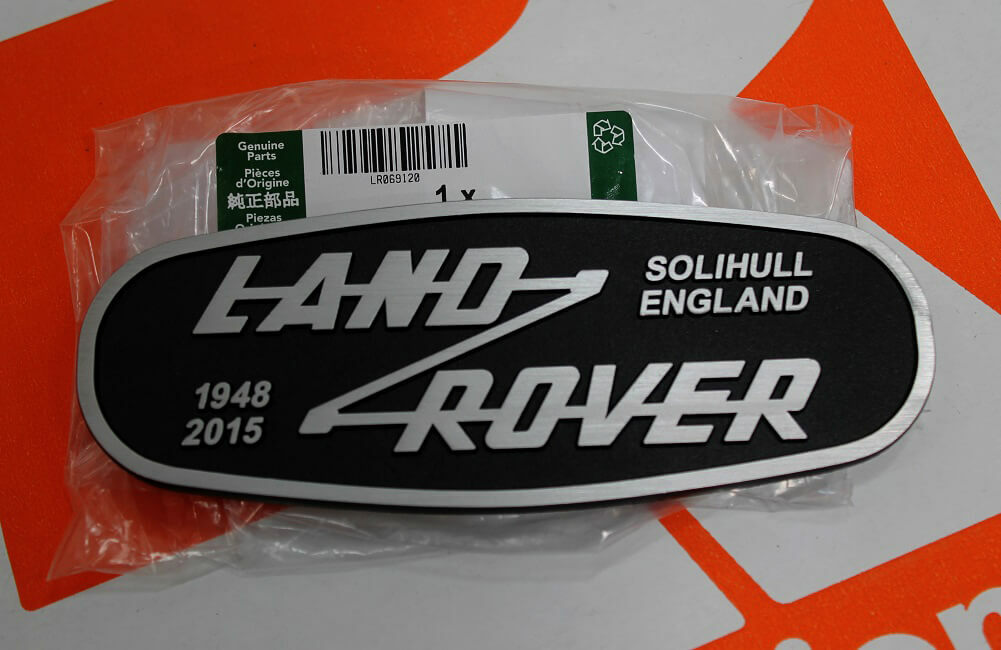 Genuine
Parts
Pièces
d'Origine
純正部品
Piezas
LR069120
1 x
LAND
ROVER
SOLIHULL
ENGLAND
1948
2015